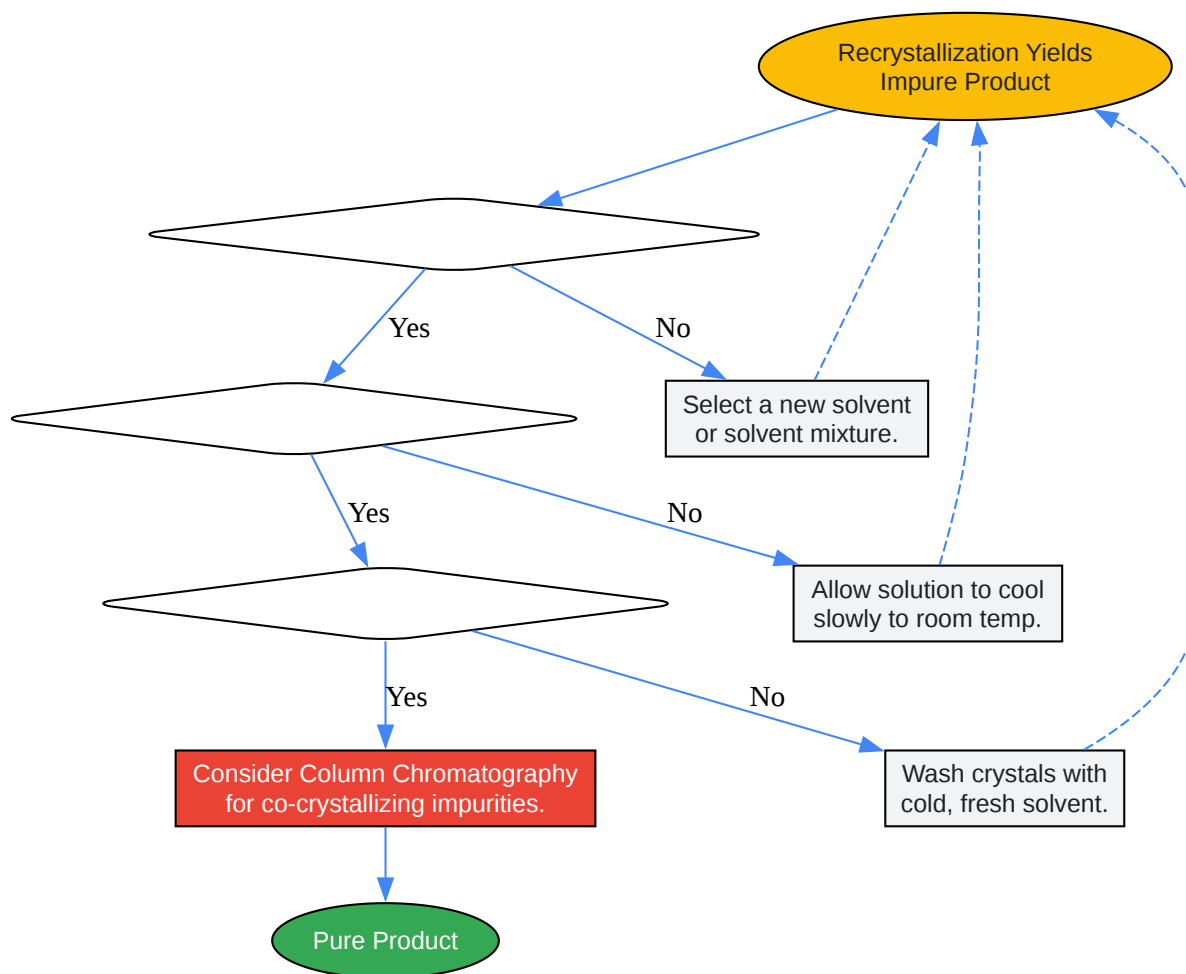 Recrystallization Yields
Impure Product
Yes
No
Select a new solvent
or solvent mixture.
Yes
No
Allow solution to cool
slowly to room temp.
Yes
No
Consider Column Chromatography
for co-crystallizing impurities.
Wash crystals with
cold, fresh solvent.
Pure Product